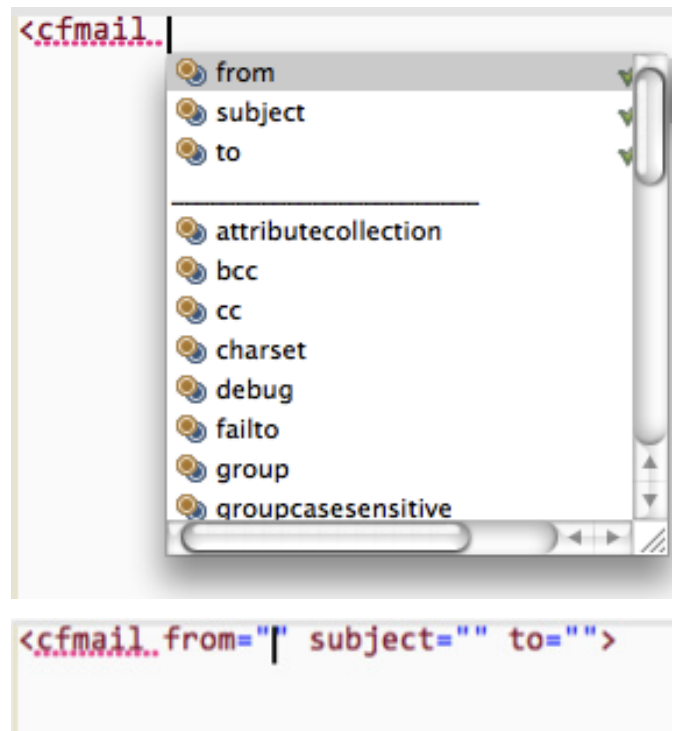 <cfmail
from
subject
to
attributecollection
bcc
cc
charset
debug
failto
group
groupcasesensitive
<cfmail from="" subject="" to="">